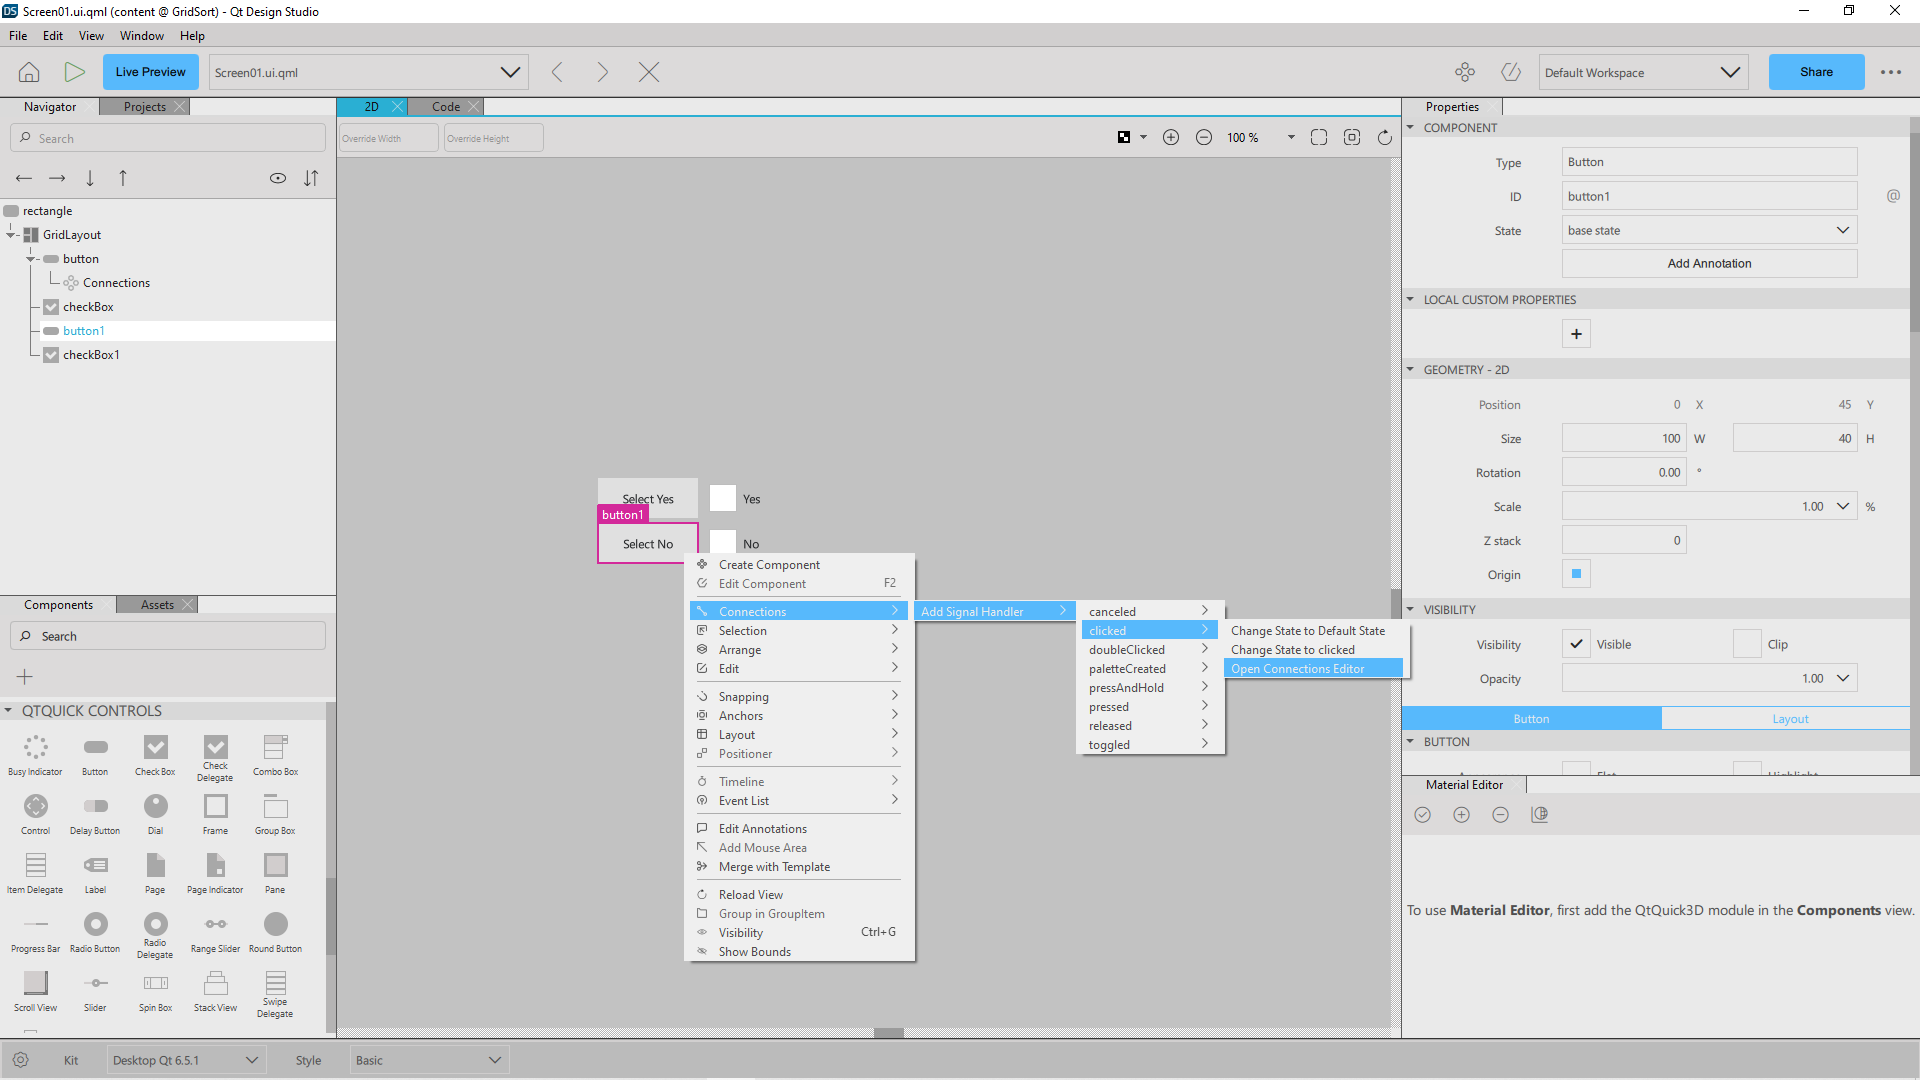 DS Screen01.ui.qml (content @ GridSort) - Qt Design Studio
File Edit View Window Help
Live Preview Screen01.ui.qml Default Workspace Share
Navigator Projects
Search
rectangle
GridLayout
button
Connections
checkBox
button1
checkBox1
Components Assets
Search
QTQUICK CONTROLS
Busy Indicator Button Check Box Check Delegate Combo Box
Control Delay Button Dial Frame Group Box
Item Delegate Label Page Page Indicator Pane
Progress Bar Radio Button Radio Delegate Range Slider Round Button
Scroll View Slider Spin Box Stack View Swipe Delegate
2D Code
Override Width Override Height 100 %
Select Yes Yes
button1
Select No No
Create Component
Edit Component F2
Connections
Selection
Arrange
Edit
Snapping
Anchors
Layout
Positioner
Timeline
Event List
Edit Annotations
Add Mouse Area
Merge with Template
Reload View
Group in GroupItem
Visibility Ctrl+G
Show Bounds
Add Signal Handler
canceled
clicked
doubleClicked
paletteCreated
pressAndHold
pressed
released
toggled
Change State to Default State
Change State to clicked
Open Connections Editor
Properties
COMPONENT
Type Button
ID button1 @
State base state
Add Annotation
LOCAL CUSTOM PROPERTIES
+
GEOMETRY - 2D
Position 0 X 45 Y
Size 100 W 40 H
Rotation 0.00 °
Scale 1.00 %
Z stack 0
Origin
VISIBILITY
Visibility Visible Clip
Opacity 1.00
Button Layout
BUTTON
Material Editor
To use Material Editor, first add the QtQuick3D module in the Components view.
Kit Desktop Qt 6.5.1 Style Basic